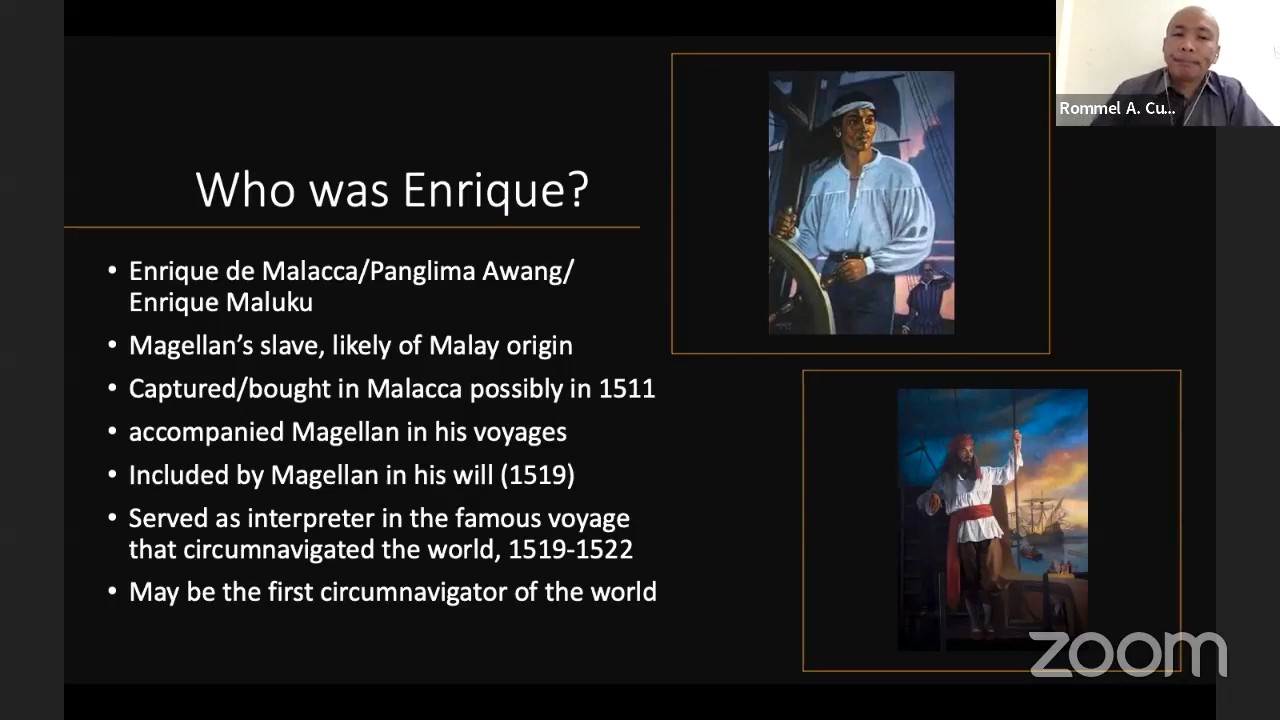 Rommel A. Cu...
Who was Enrique?
• Enrique de Malacca/Panglima Awang/
Enrique Maluku
• Magellan's slave, likely of Malay origin
• Captured/bought in Malacca possibly in 1511
• accompanied Magellan in his voyages
• Included by Magellan in his will (1519)
• Served as interpreter in the famous voyage
that circumnavigated the world, 1519-1522
• May be the first circumnavigator of the world
zoom